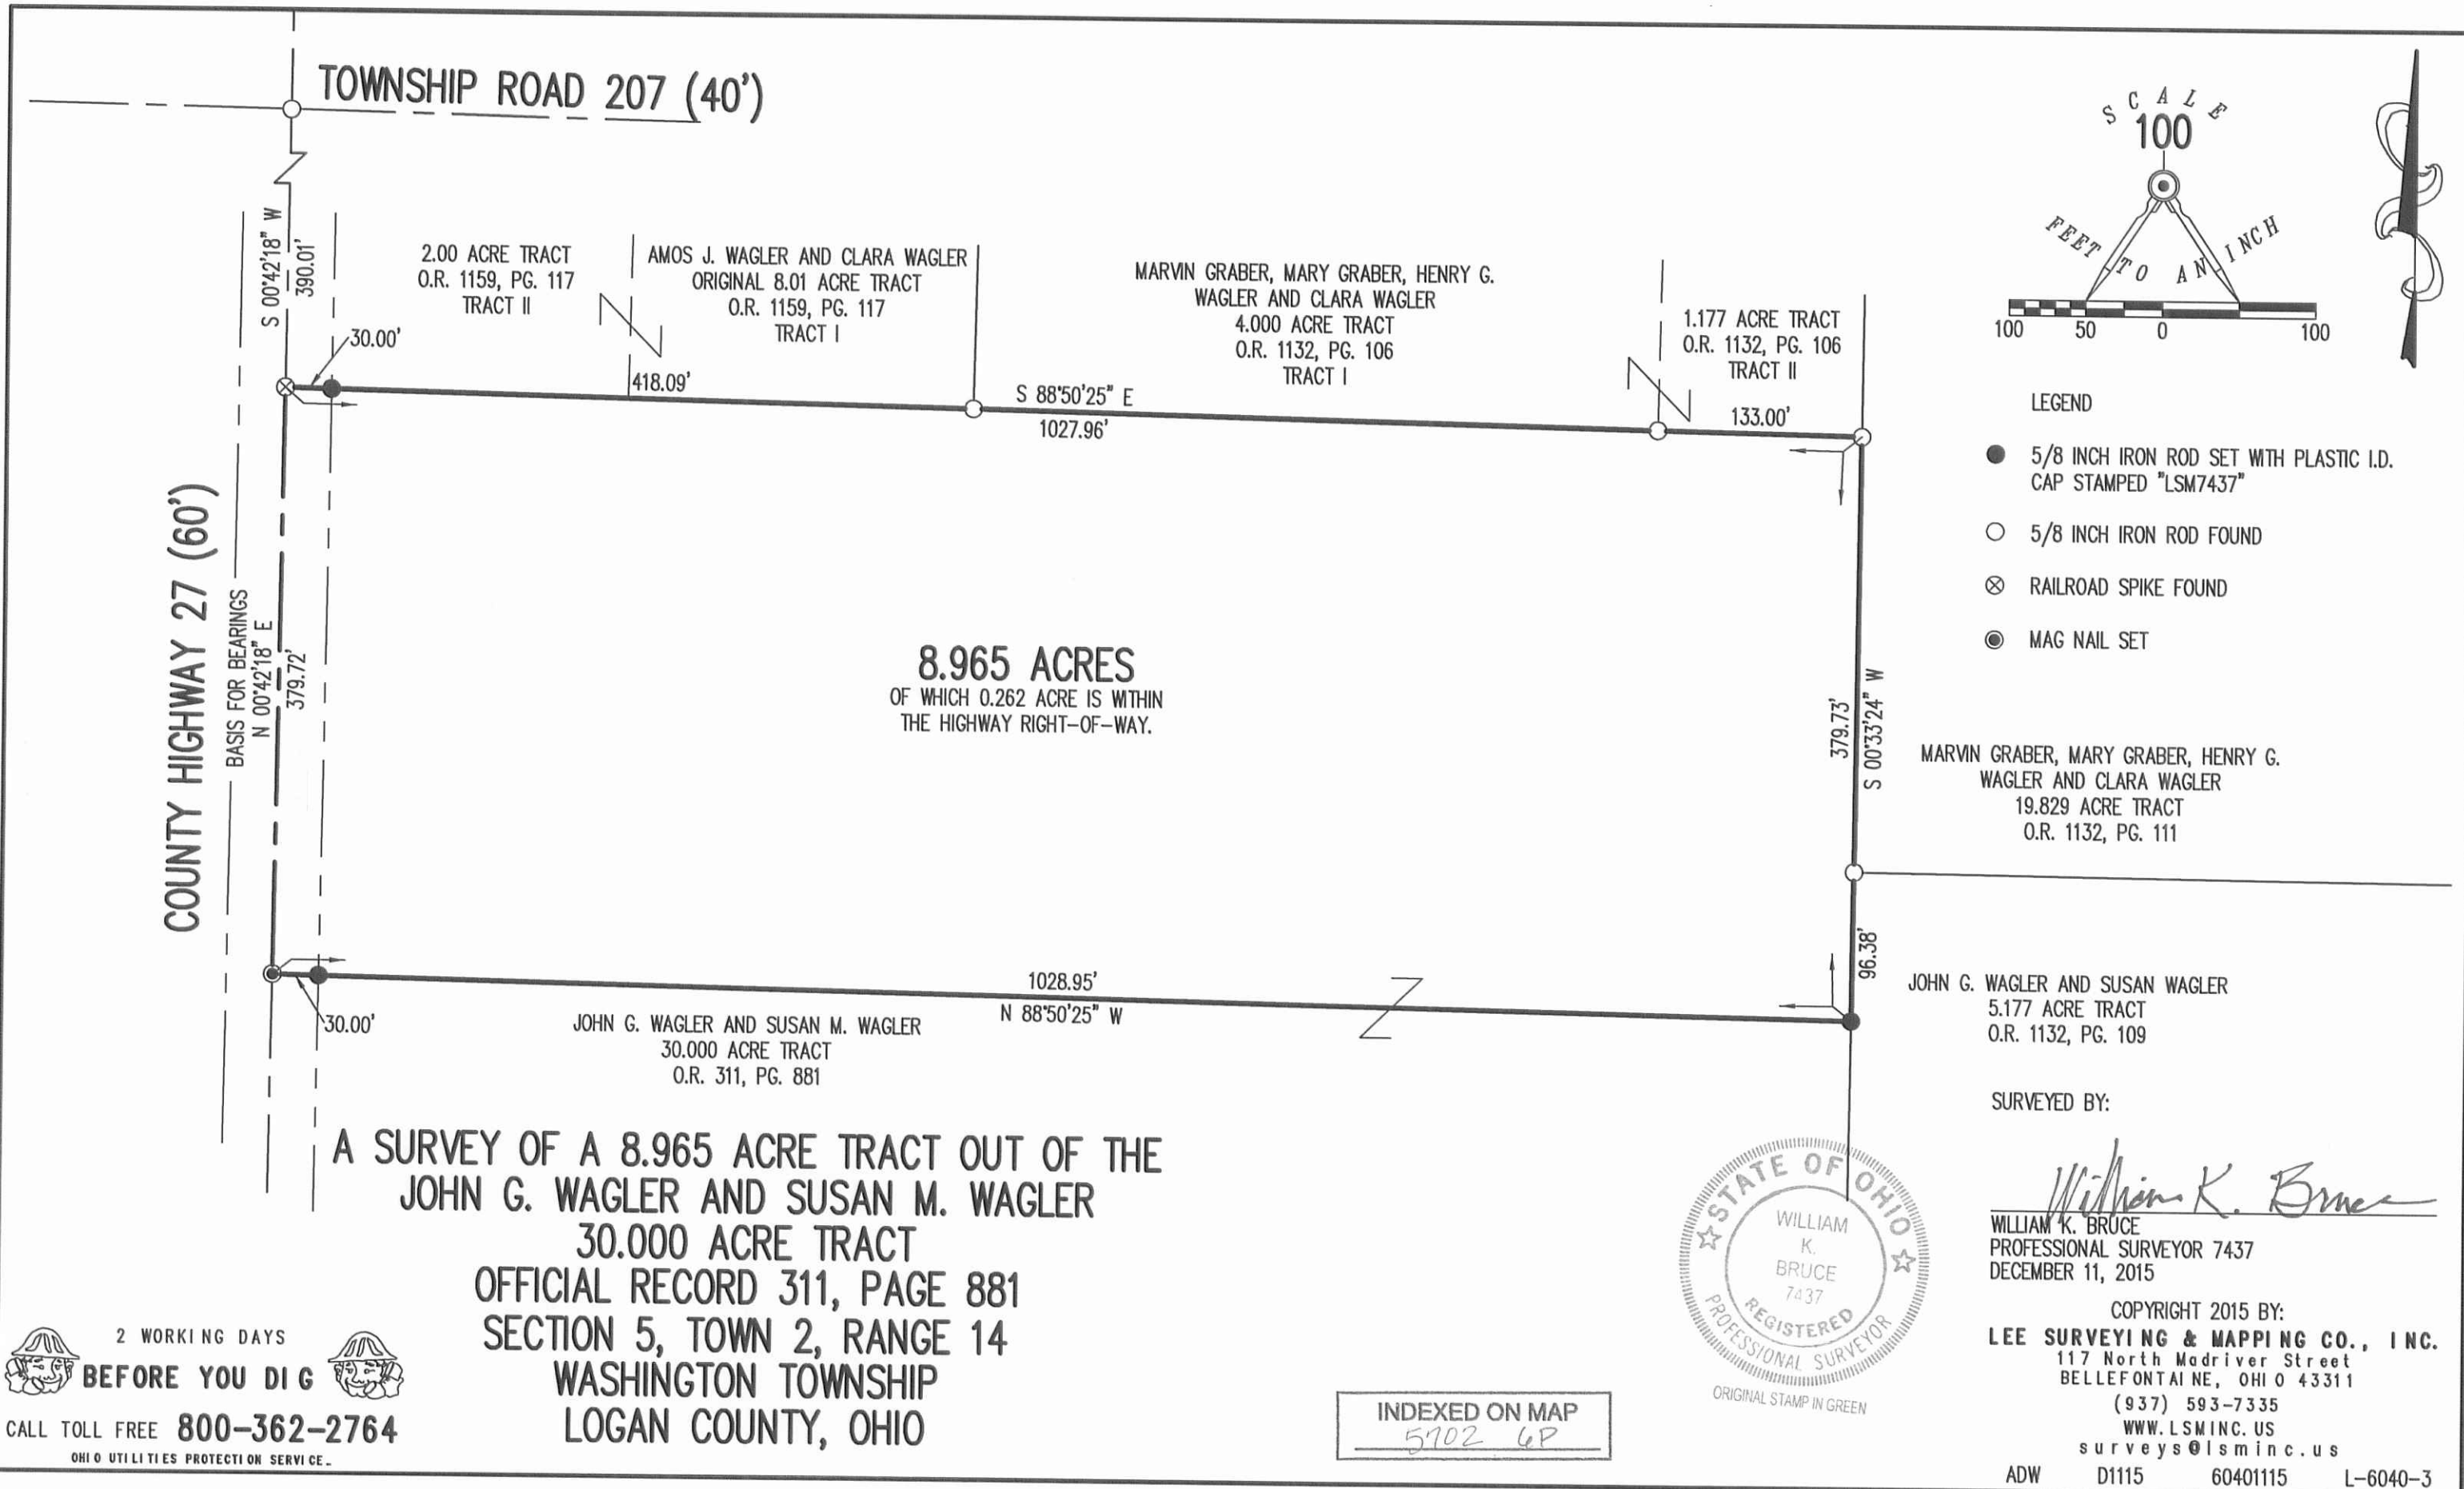 TOWNSHIP ROAD 207 (40')
SCALE
100
FEET TO AN INCH
100 50 0 100
S 00°42'18" W
390.01'
30.00'
2.00 ACRE TRACT
O.R. 1159, PG. 117
TRACT II
AMOS J. WAGLER AND CLARA WAGLER
ORIGINAL 8.01 ACRE TRACT
O.R. 1159, PG. 117
TRACT I
418.09'
MARVIN GRABER, MARY GRABER, HENRY G.
WAGLER AND CLARA WAGLER
4.000 ACRE TRACT
O.R. 1132, PG. 106
TRACT I
S 88°50'25" E
1027.96'
1.177 ACRE TRACT
O.R. 1132, PG. 106
TRACT II
133.00'
LEGEND
5/8 INCH IRON ROD SET WITH PLASTIC I.D.
CAP STAMPED "LSM7437"
5/8 INCH IRON ROD FOUND
RAILROAD SPIKE FOUND
MAG NAIL SET
COUNTY HIGHWAY 27 (60')
BASIS FOR BEARINGS
N 00°42'18" E
379.72'
8.965 ACRES
OF WHICH 0.262 ACRE IS WITHIN
THE HIGHWAY RIGHT-OF-WAY.
379.73'
S 00°33'24" W
MARVIN GRABER, MARY GRABER, HENRY G.
WAGLER AND CLARA WAGLER
19.829 ACRE TRACT
O.R. 1132, PG. 111
96.38'
JOHN G. WAGLER AND SUSAN WAGLER
5.177 ACRE TRACT
O.R. 1132, PG. 109
1028.95'
N 88°50'25" W
30.00'
JOHN G. WAGLER AND SUSAN M. WAGLER
30.000 ACRE TRACT
O.R. 311, PG. 881
A SURVEY OF A 8.965 ACRE TRACT OUT OF THE
JOHN G. WAGLER AND SUSAN M. WAGLER
30.000 ACRE TRACT
OFFICIAL RECORD 311, PAGE 881
SECTION 5, TOWN 2, RANGE 14
WASHINGTON TOWNSHIP
LOGAN COUNTY, OHIO
2 WORKING DAYS
BEFORE YOU DIG
CALL TOLL FREE 800-362-2764
OHIO UTILITIES PROTECTION SERVICE.
INDEXED ON MAP
5702 6P
STATE OF OHIO
WILLIAM
K.
BRUCE
7437
REGISTERED
PROFESSIONAL SURVEYOR
ORIGINAL STAMP IN GREEN
SURVEYED BY:
William K. Bruce
WILLIAM K. BRUCE
PROFESSIONAL SURVEYOR 7437
DECEMBER 11, 2015
COPYRIGHT 2015 BY:
LEE SURVEYING & MAPPING CO., INC.
117 North Madriver Street
BELLEFONTAINE, OHIO 43311
(937) 593-7335
WWW.LSMINC.US
surveys@lsminc.us
ADW D1115 60401115 L-6040-3